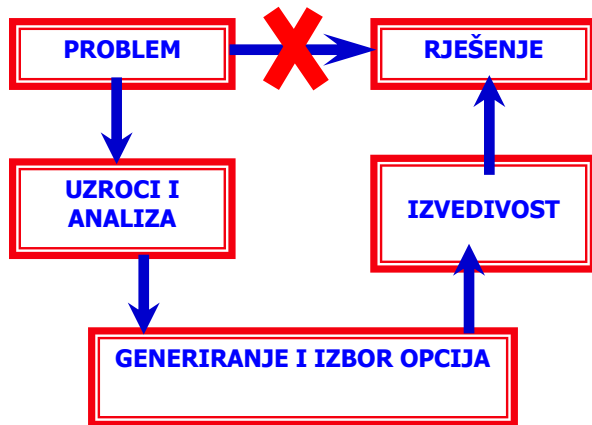 PROBLEM
RJEŠENJE
UZROCI I
ANALIZA
IZVEDIVOST
GENERIRANJE I IZBOR OPCIJA